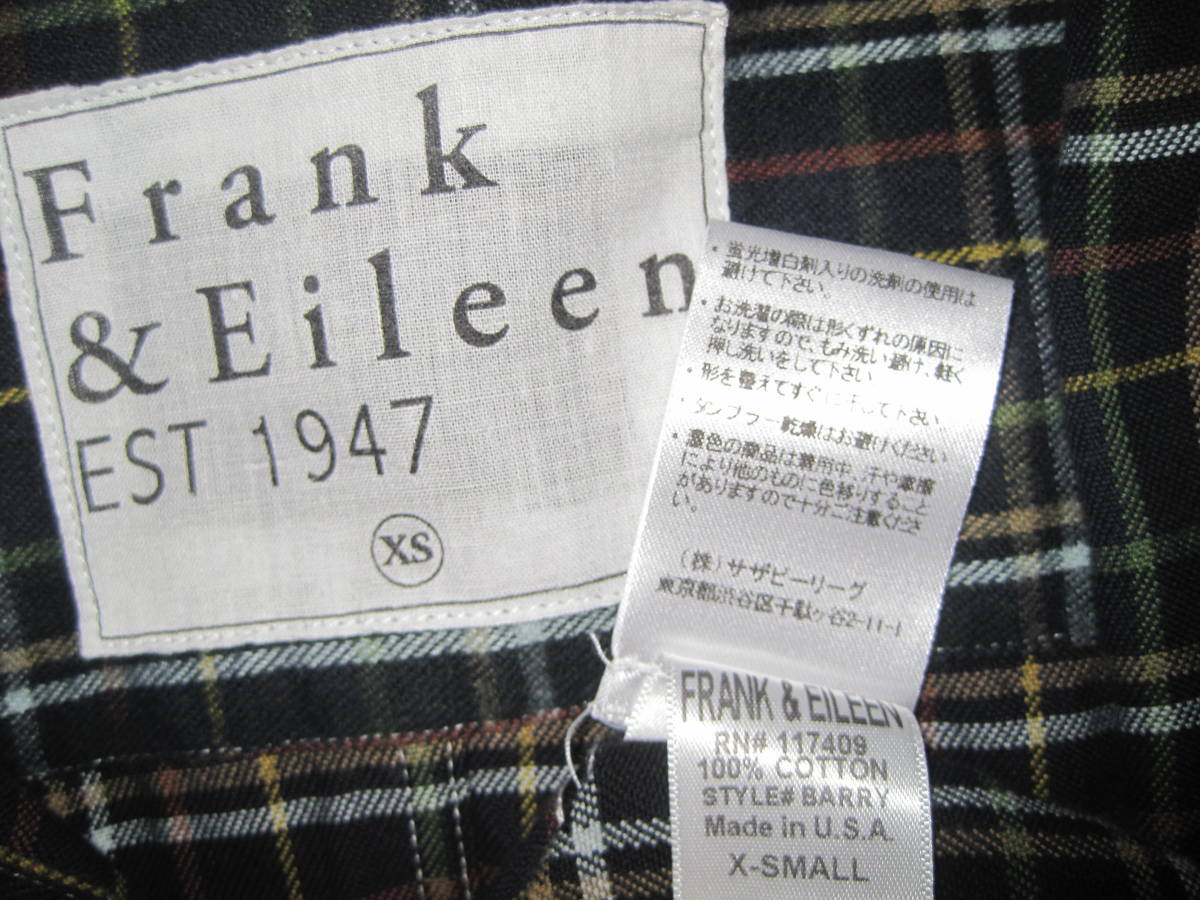 Frank
& Eileen
EST 1947
XS
・蛍光増白剤入りの洗剤の使用は
避けて下さい。
・お洗濯の際は形くずれの原因に
なりますので、もみ洗い避け、軽く
押し洗いをして下さい
・形を整えてすぐに干して下さい。
・タンブラー乾燥はお避けください
・濃色の商品は着用中、汗や摩擦
により他のものに色移りすること
がありますので十分ご注意くださ
い。
(株)サザビーリーグ
東京都渋谷区千駄ヶ谷2-11-1
FRANK & EILEEN
RN# 117409
100% COTTON
STYLE# BARRY
Made in U.S.A.
X-SMALL